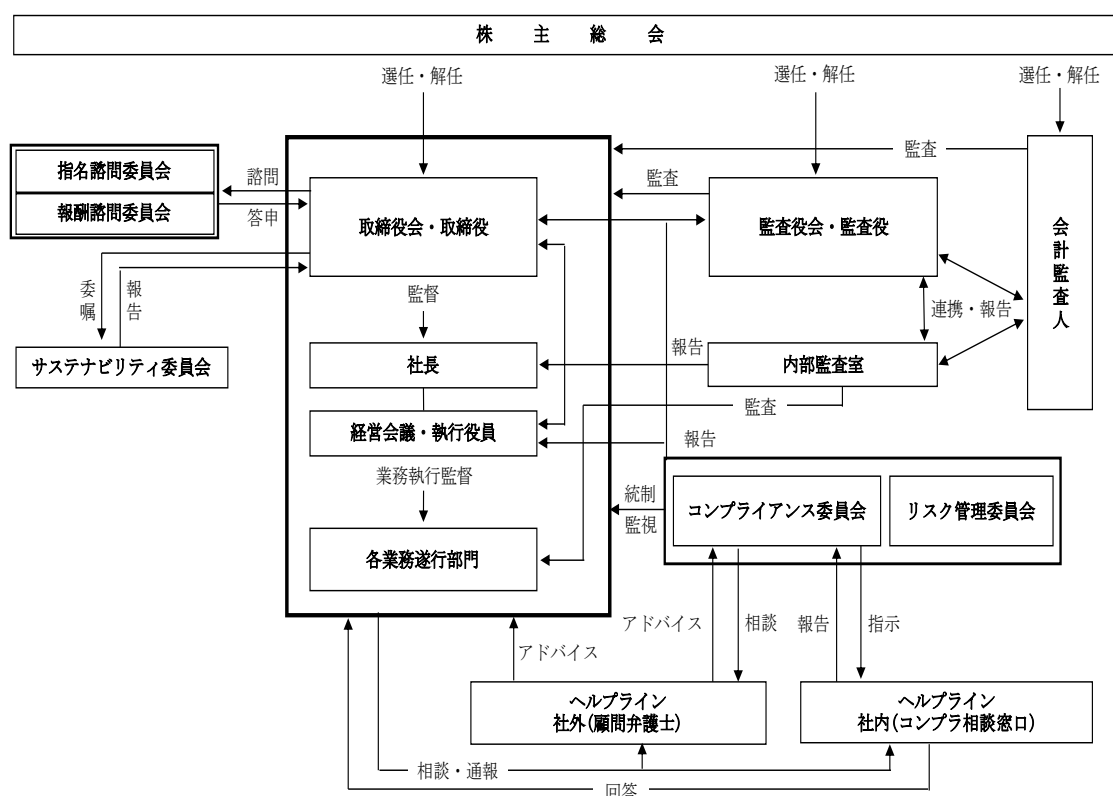 株主総会
選任・解任
選任・解任
選任・解任
監査
指名諮問委員会
諮問
監査
報酬諮問委員会
答申
取締役会・取締役
監査役会・監査役
会計監査人
委嘱
報告
監督
連携・報告
サステナビリティ委員会
社長
報告
内部監査室
監査
経営会議・執行役員
報告
業務執行監督
統制
監視
コンプライアンス委員会
リスク管理委員会
各業務遂行部門
アドバイス
アドバイス
相談
報告
指示
ヘルプライン
社外(顧問弁護士)
ヘルプライン
社内(コンプラ相談窓口)
相談・通報
回答